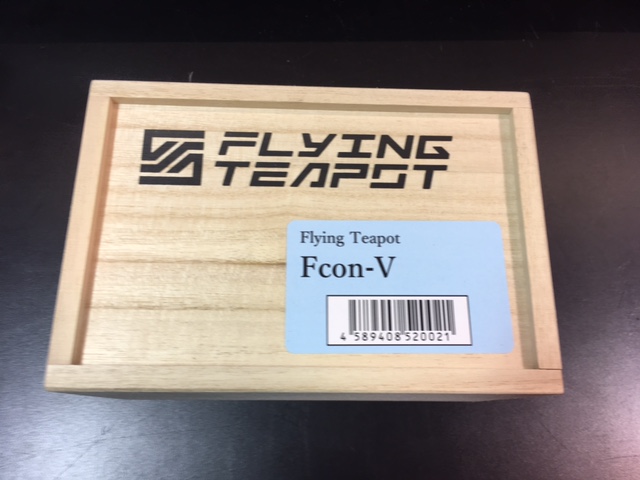 FLYING
TEAPOT
Flying Teapot
Fcon-V
4 589408 520021